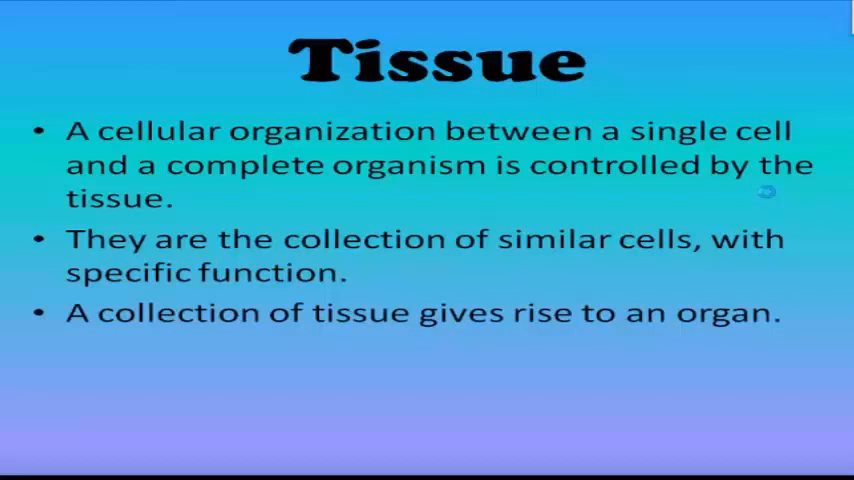 Tissue
• A cellular organization between a single cell
and a complete organism is controlled by the
tissue.
• They are the collection of similar cells, with
specific function.
• A collection of tissue gives rise to an organ.